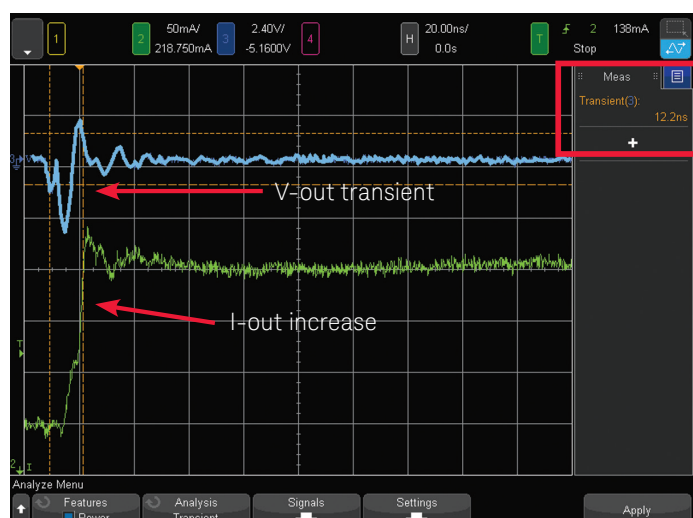 1 2 50mA/ 3 2.40V/ 4 H 20.00ns/ T 2 138mA
218.750mA -5.1600V 0.0s Stop
Meas
Transient(3):
12.2ns
+
V-out transient
I-out increase
T
2 I
Analyze Menu
Features Analysis Signals Settings
Power Transient Apply